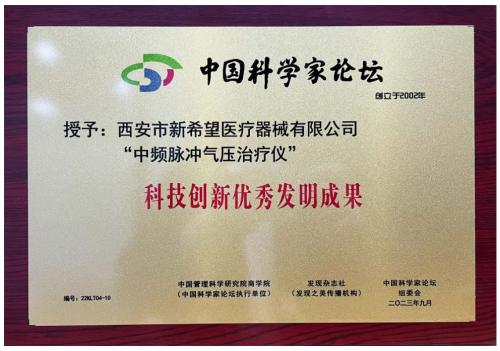 中国科学家论坛
创立于2002年
授予：西安市新希望医疗器械有限公司
“中频脉冲气压治疗仪”
科技创新优秀发明成果
中国管理科学研究院商学院 发现杂志社 中国科学家论坛
编号：22KLT04-10 （中国科学家论坛执行单位） （发现之美传播机构） 组委会
二〇二三年九月